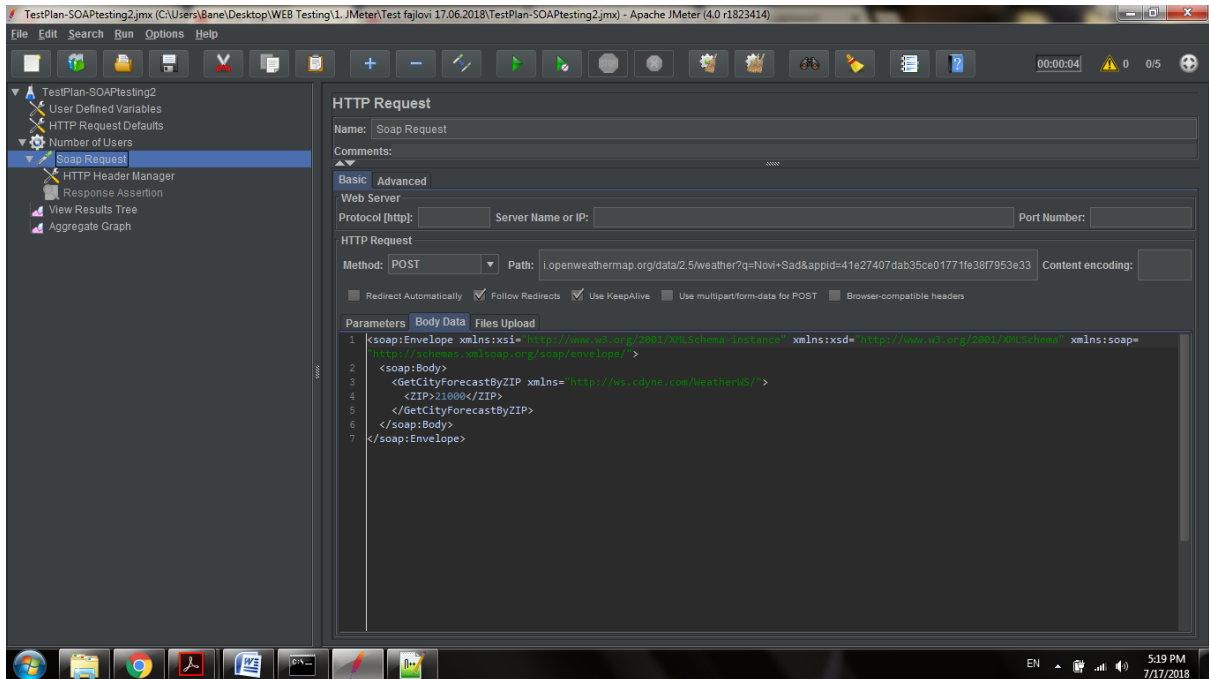 TestPlan-SOAPtesting2.jmx (C:\Users\Bane\Desktop\WEB Testing\1. JMeter\Test fajlovi 17.06.2018\TestPlan-SOAPtesting2.jmx) - Apache JMeter (4.0 r1823414)
File Edit Search Run Options Help
00:00:04 0 0/5
TestPlan-SOAPtesting2
User Defined Variables
HTTP Request Defaults
Number of Users
Soap Request
HTTP Header Manager
Response Assertion
View Results Tree
Aggregate Graph
HTTP Request
Name: Soap Request
Comments:
Basic Advanced
Web Server
Protocol [http]: Server Name or IP: Port Number:
HTTP Request
Method: POST Path: i.openweathermap.org/data/2.5/weather?q=Novi+Sad&appid=41e27407dab35ce01771fe38f7953e33 Content encoding:
Redirect Automatically Follow Redirects Use KeepAlive Use multipart/form-data for POST Browser-compatible headers
Parameters Body Data Files Upload
1 <soap:Envelope xmlns:xsi="http://www.w3.org/2001/XMLSchema-instance" xmlns:xsd="http://www.w3.org/2001/XMLSchema" xmlns:soap=
"http://schemas.xmlsoap.org/soap/envelope/">
2 <soap:Body>
3 <GetCityForecastByZIP xmlns="http://ws.cdyne.com/WeatherWS/">
4 <ZIP>21000</ZIP>
5 </GetCityForecastByZIP>
6 </soap:Body>
7 </soap:Envelope>
EN 5:19 PM
7/17/2018